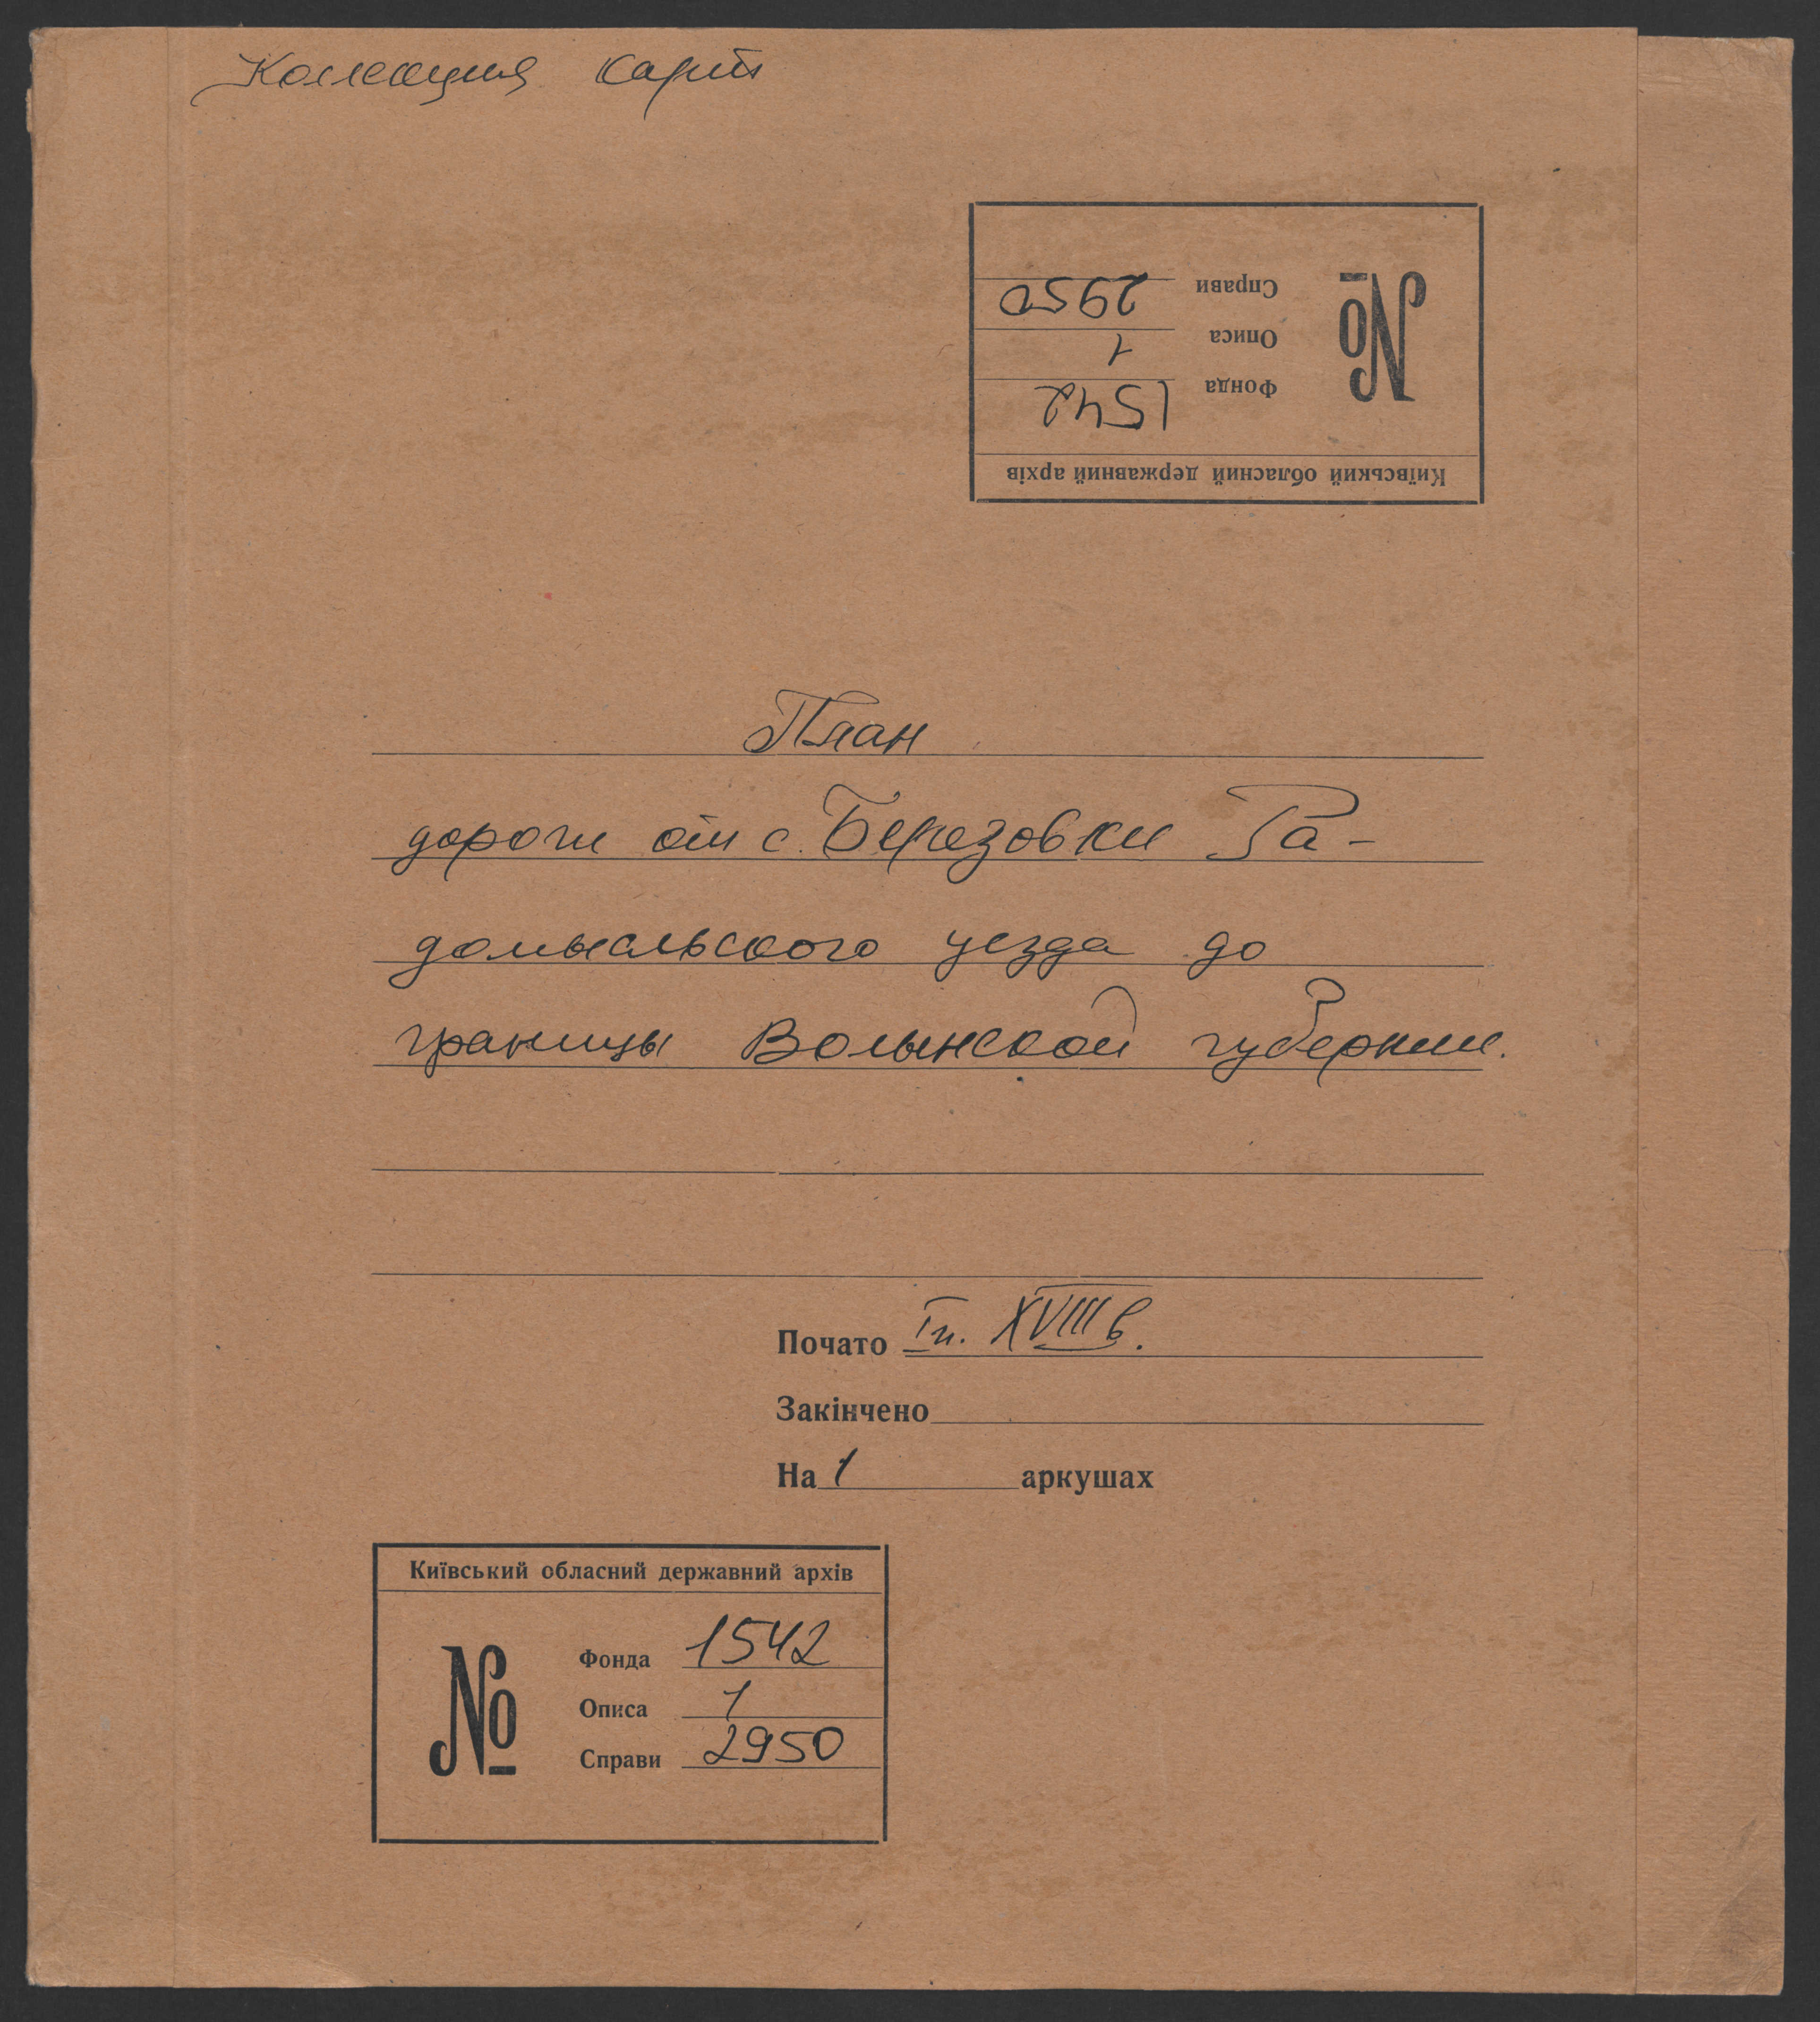 Коллекция карт
Справи 2950
Описа 1
Фонда 1542
Київський обласний державний архів
№
План
дороги от с. Березовки Ра-
домысльского уезда до
границы Волынской губернии.
Почато Iп. XVIII в.
Закінчено
На 1 аркушах
Київський обласний державний архів
№
Фонда 1542
Описа 1
Справи 2950